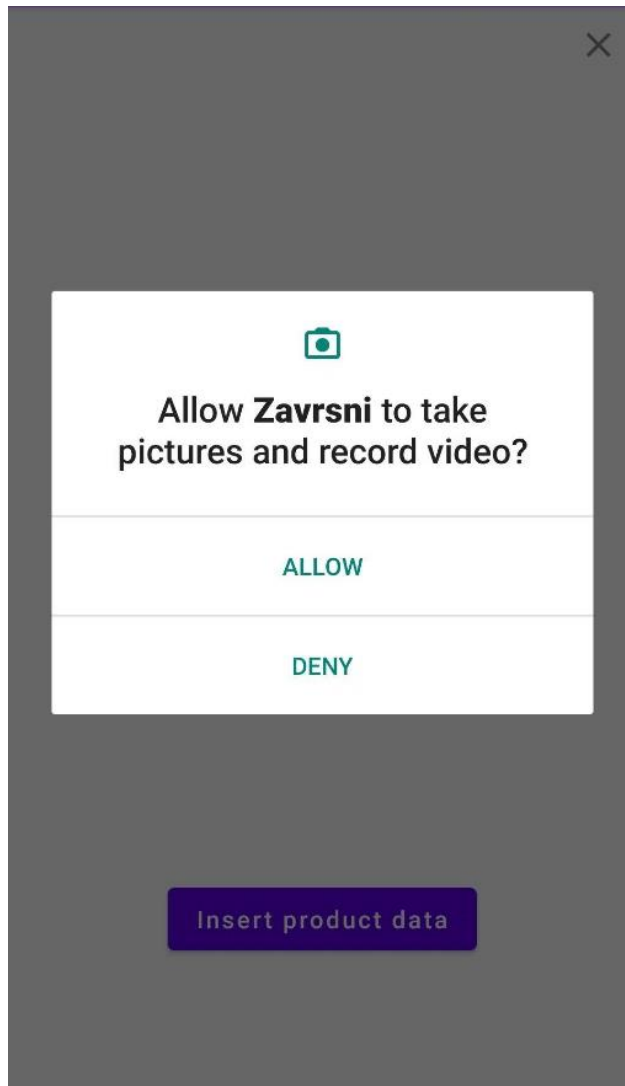 Allow Zavrsni to take
pictures and record video?
ALLOW
DENY
Insert product data